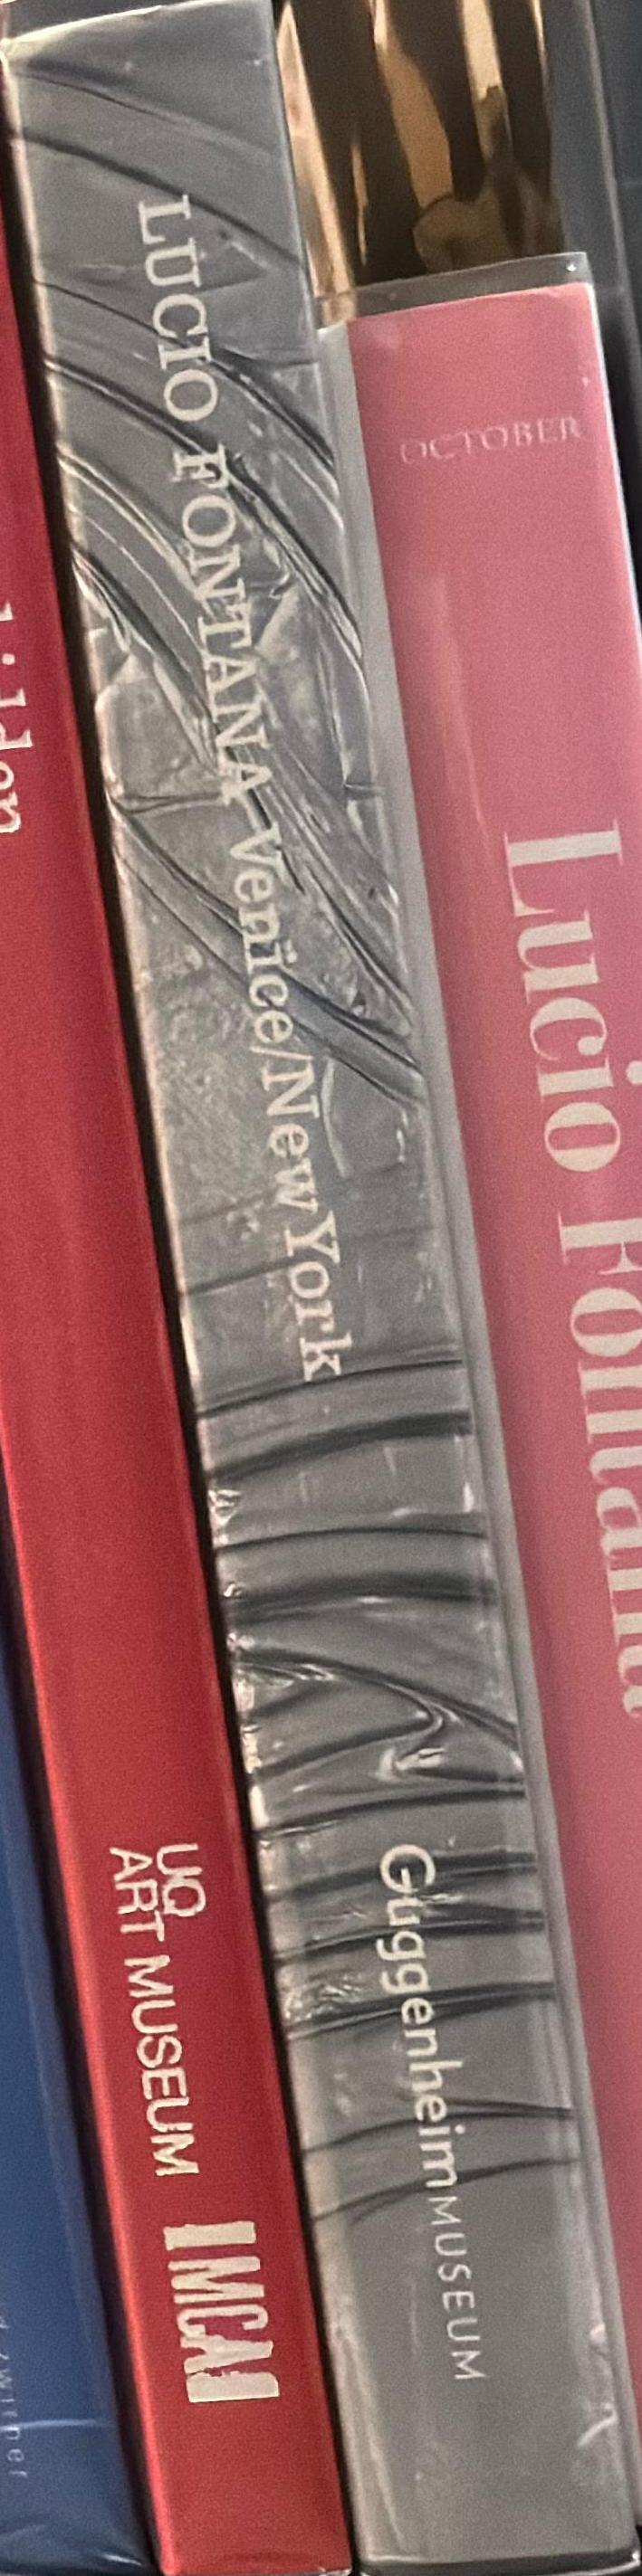 UQ
ART MUSEUM
MCA
LUCIO FONTANA Venice/New York
Guggenheim MUSEUM
OCTOBER
Lucio Fontana